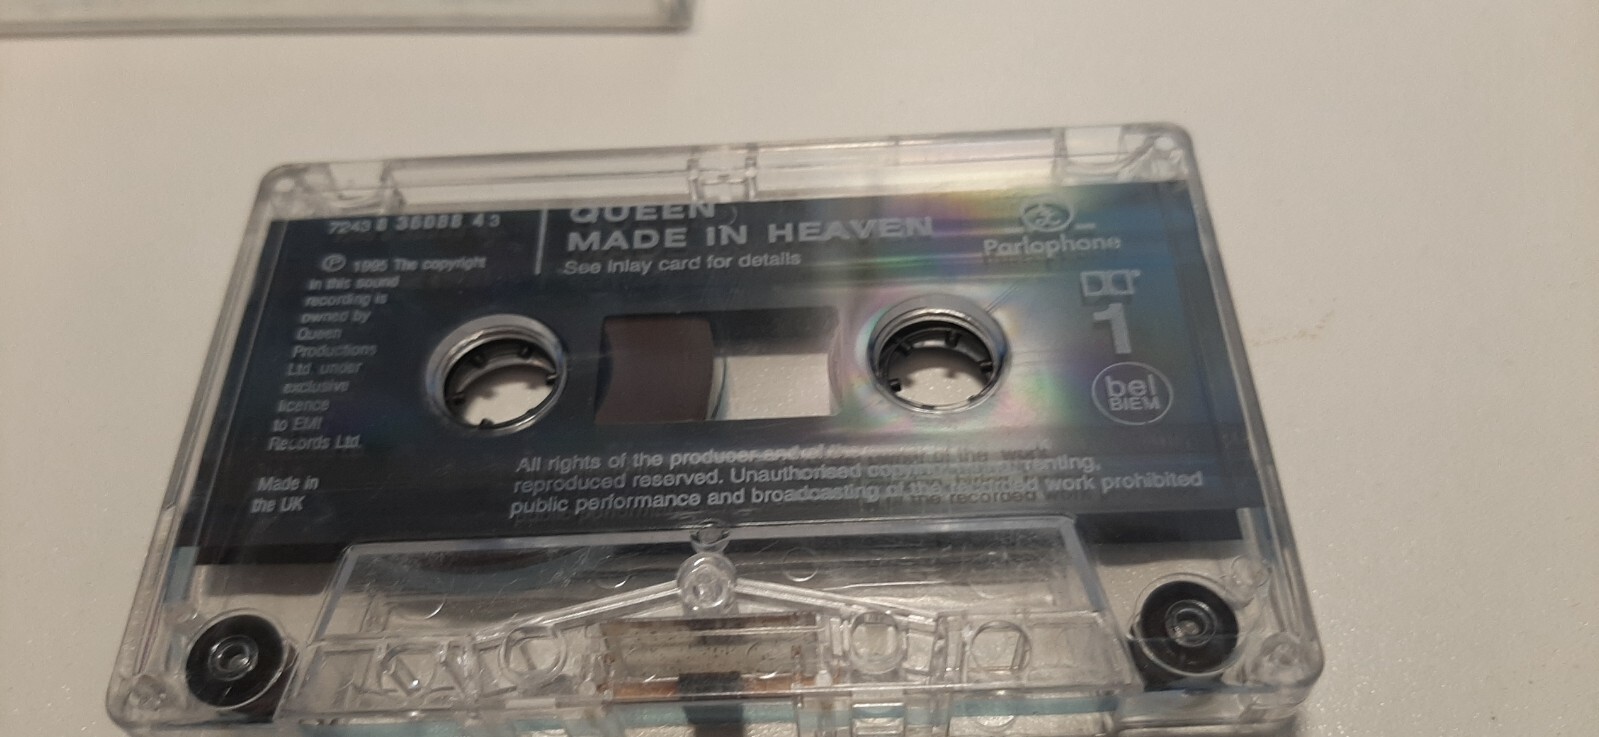 7243 8 36088 4 3
QUEEN
MADE IN HEAVEN
See inlay card for details
Parlophone
℗ 1995 The copyright
in this sound
recording is
owned by
Queen
Productions
Ltd. under
exclusive
licence
to EMI
Records Ltd.
Made in
the UK
1
bel
BIEM
All rights of the producer and of the of the work
reproduced reserved. Unauthorised renting,
public performance and broadcasting of the recorded work prohibited